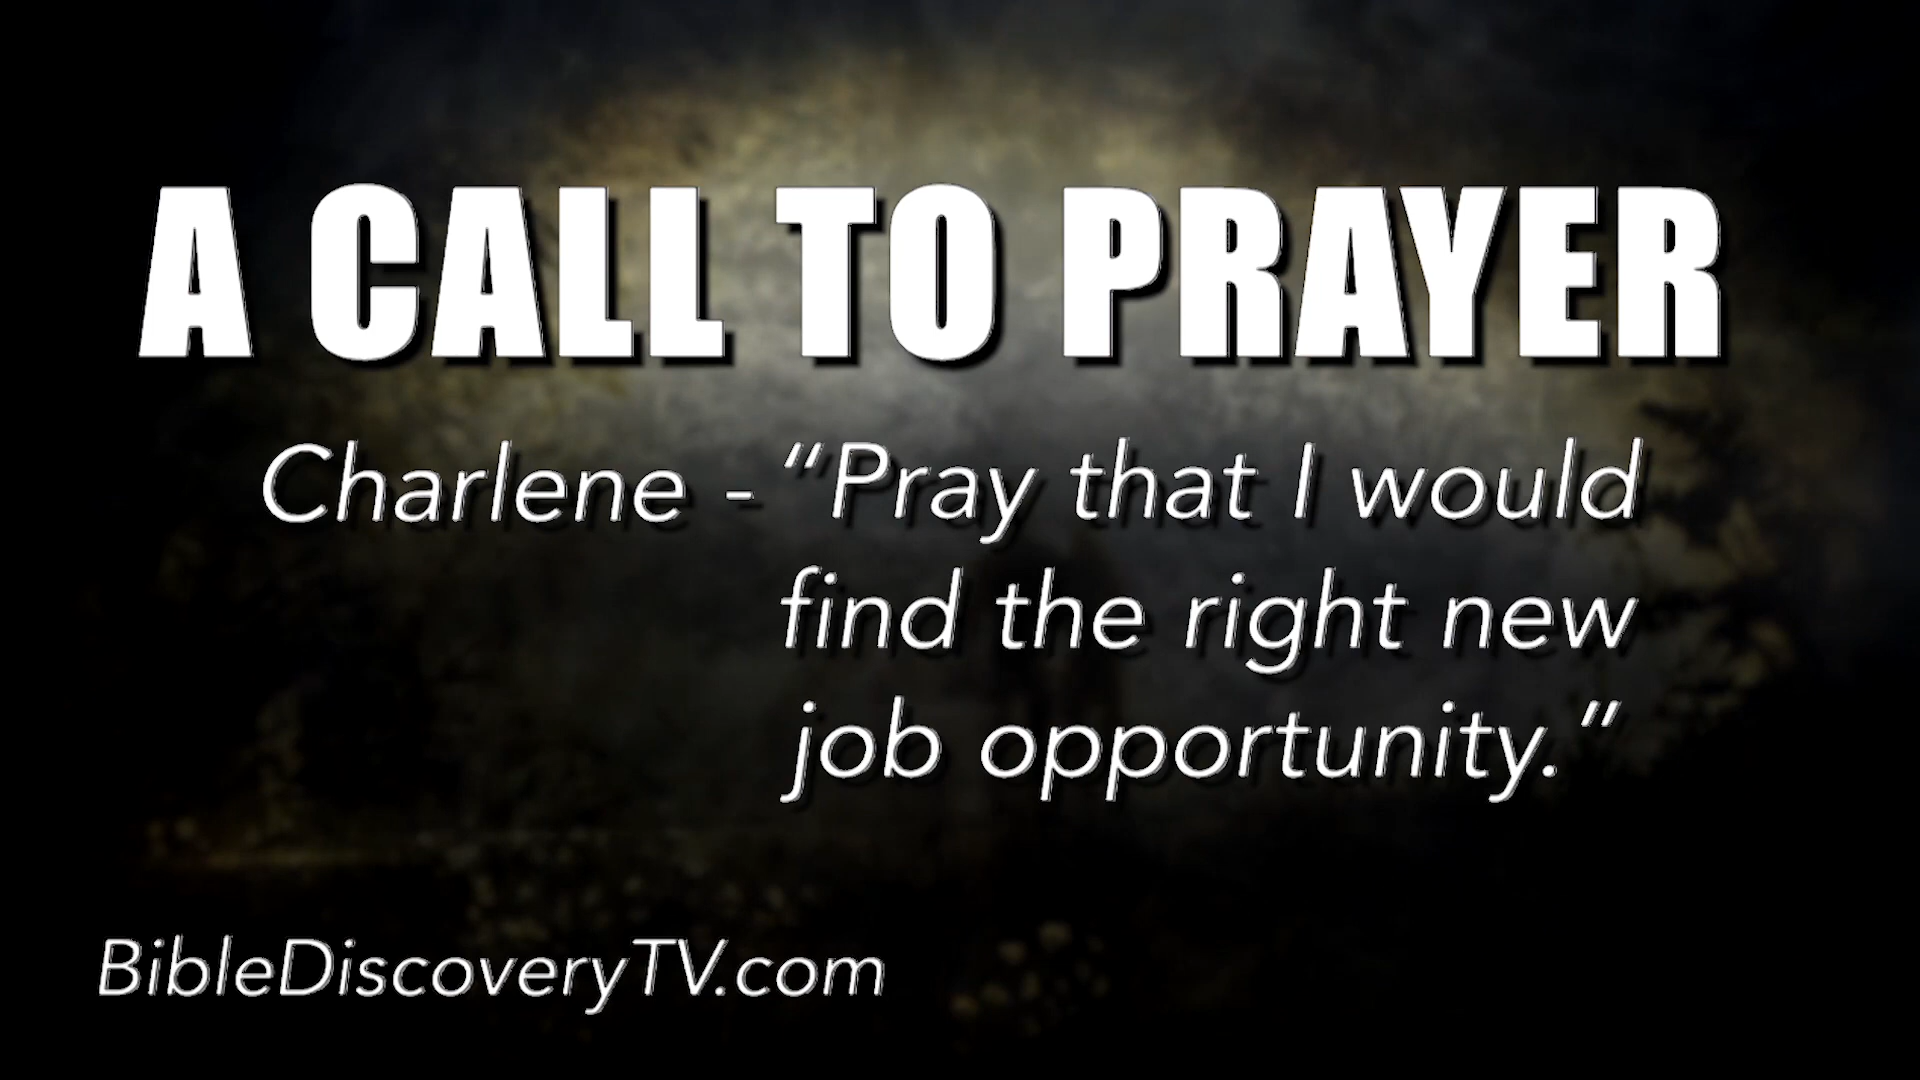 A CALL TO PRAYER
Charlene - “Pray that I would
find the right new
job opportunity.”
BibleDiscoveryTV.com